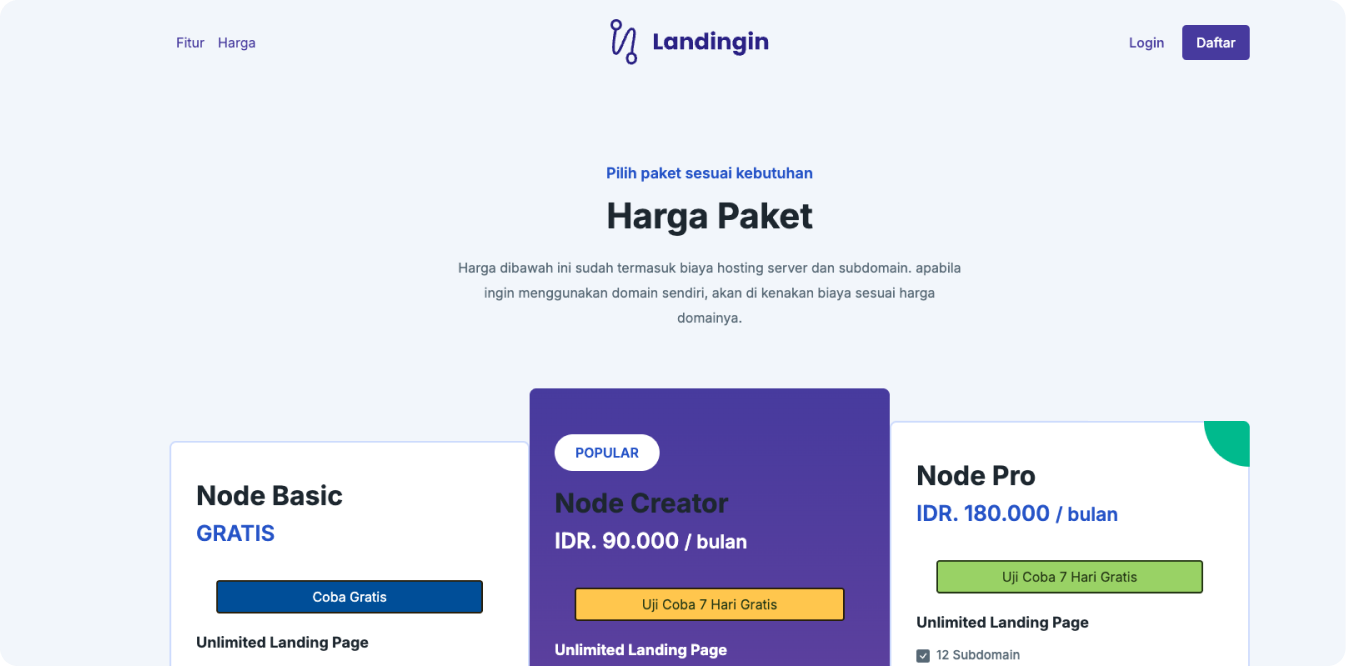 Fitur Harga
Landingin
Login Daftar
Pilih paket sesuai kebutuhan
Harga Paket
Harga dibawah ini sudah termasuk biaya hosting server dan subdomain. apabila
ingin menggunakan domain sendiri, akan di kenakan biaya sesuai harga
domainya.
Node Basic
GRATIS
Coba Gratis
Unlimited Landing Page
POPULAR
Node Creator
IDR. 90.000 / bulan
Uji Coba 7 Hari Gratis
Unlimited Landing Page
Node Pro
IDR. 180.000 / bulan
Uji Coba 7 Hari Gratis
Unlimited Landing Page
12 Subdomain